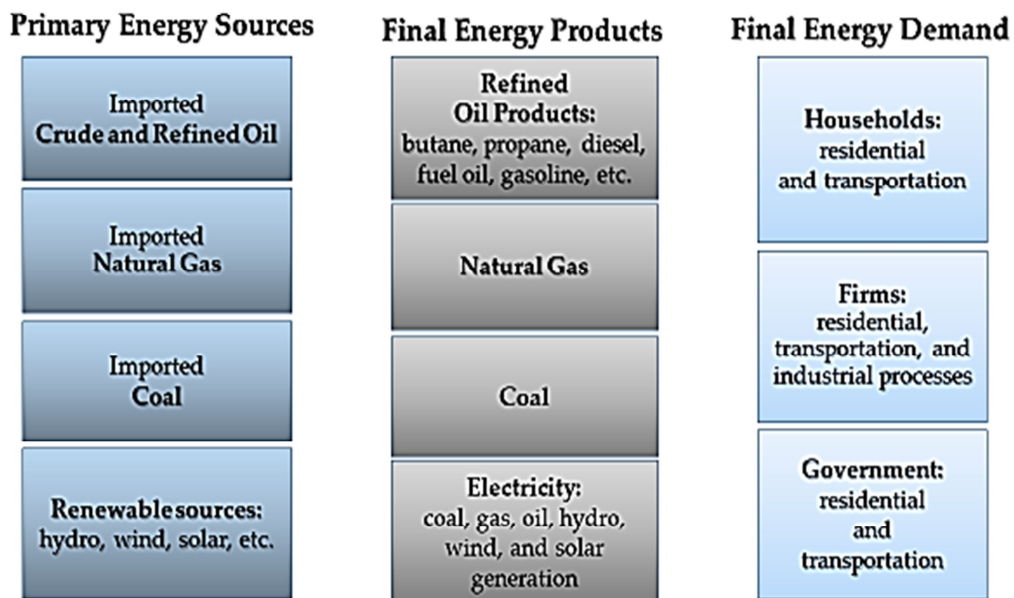 Primary Energy Sources
Imported
Crude and Refined Oil
Imported
Natural Gas
Imported
Coal
Renewable sources:
hydro, wind, solar, etc.
Final Energy Products
Refined
Oil Products:
butane, propane, diesel,
fuel oil, gasoline, etc.
Natural Gas
Coal
Electricity:
coal, gas, oil, hydro,
wind, and solar
generation
Final Energy Demand
Households:
residential
and transportation
Firms:
residential,
transportation, and
industrial processes
Government:
residential
and
transportation